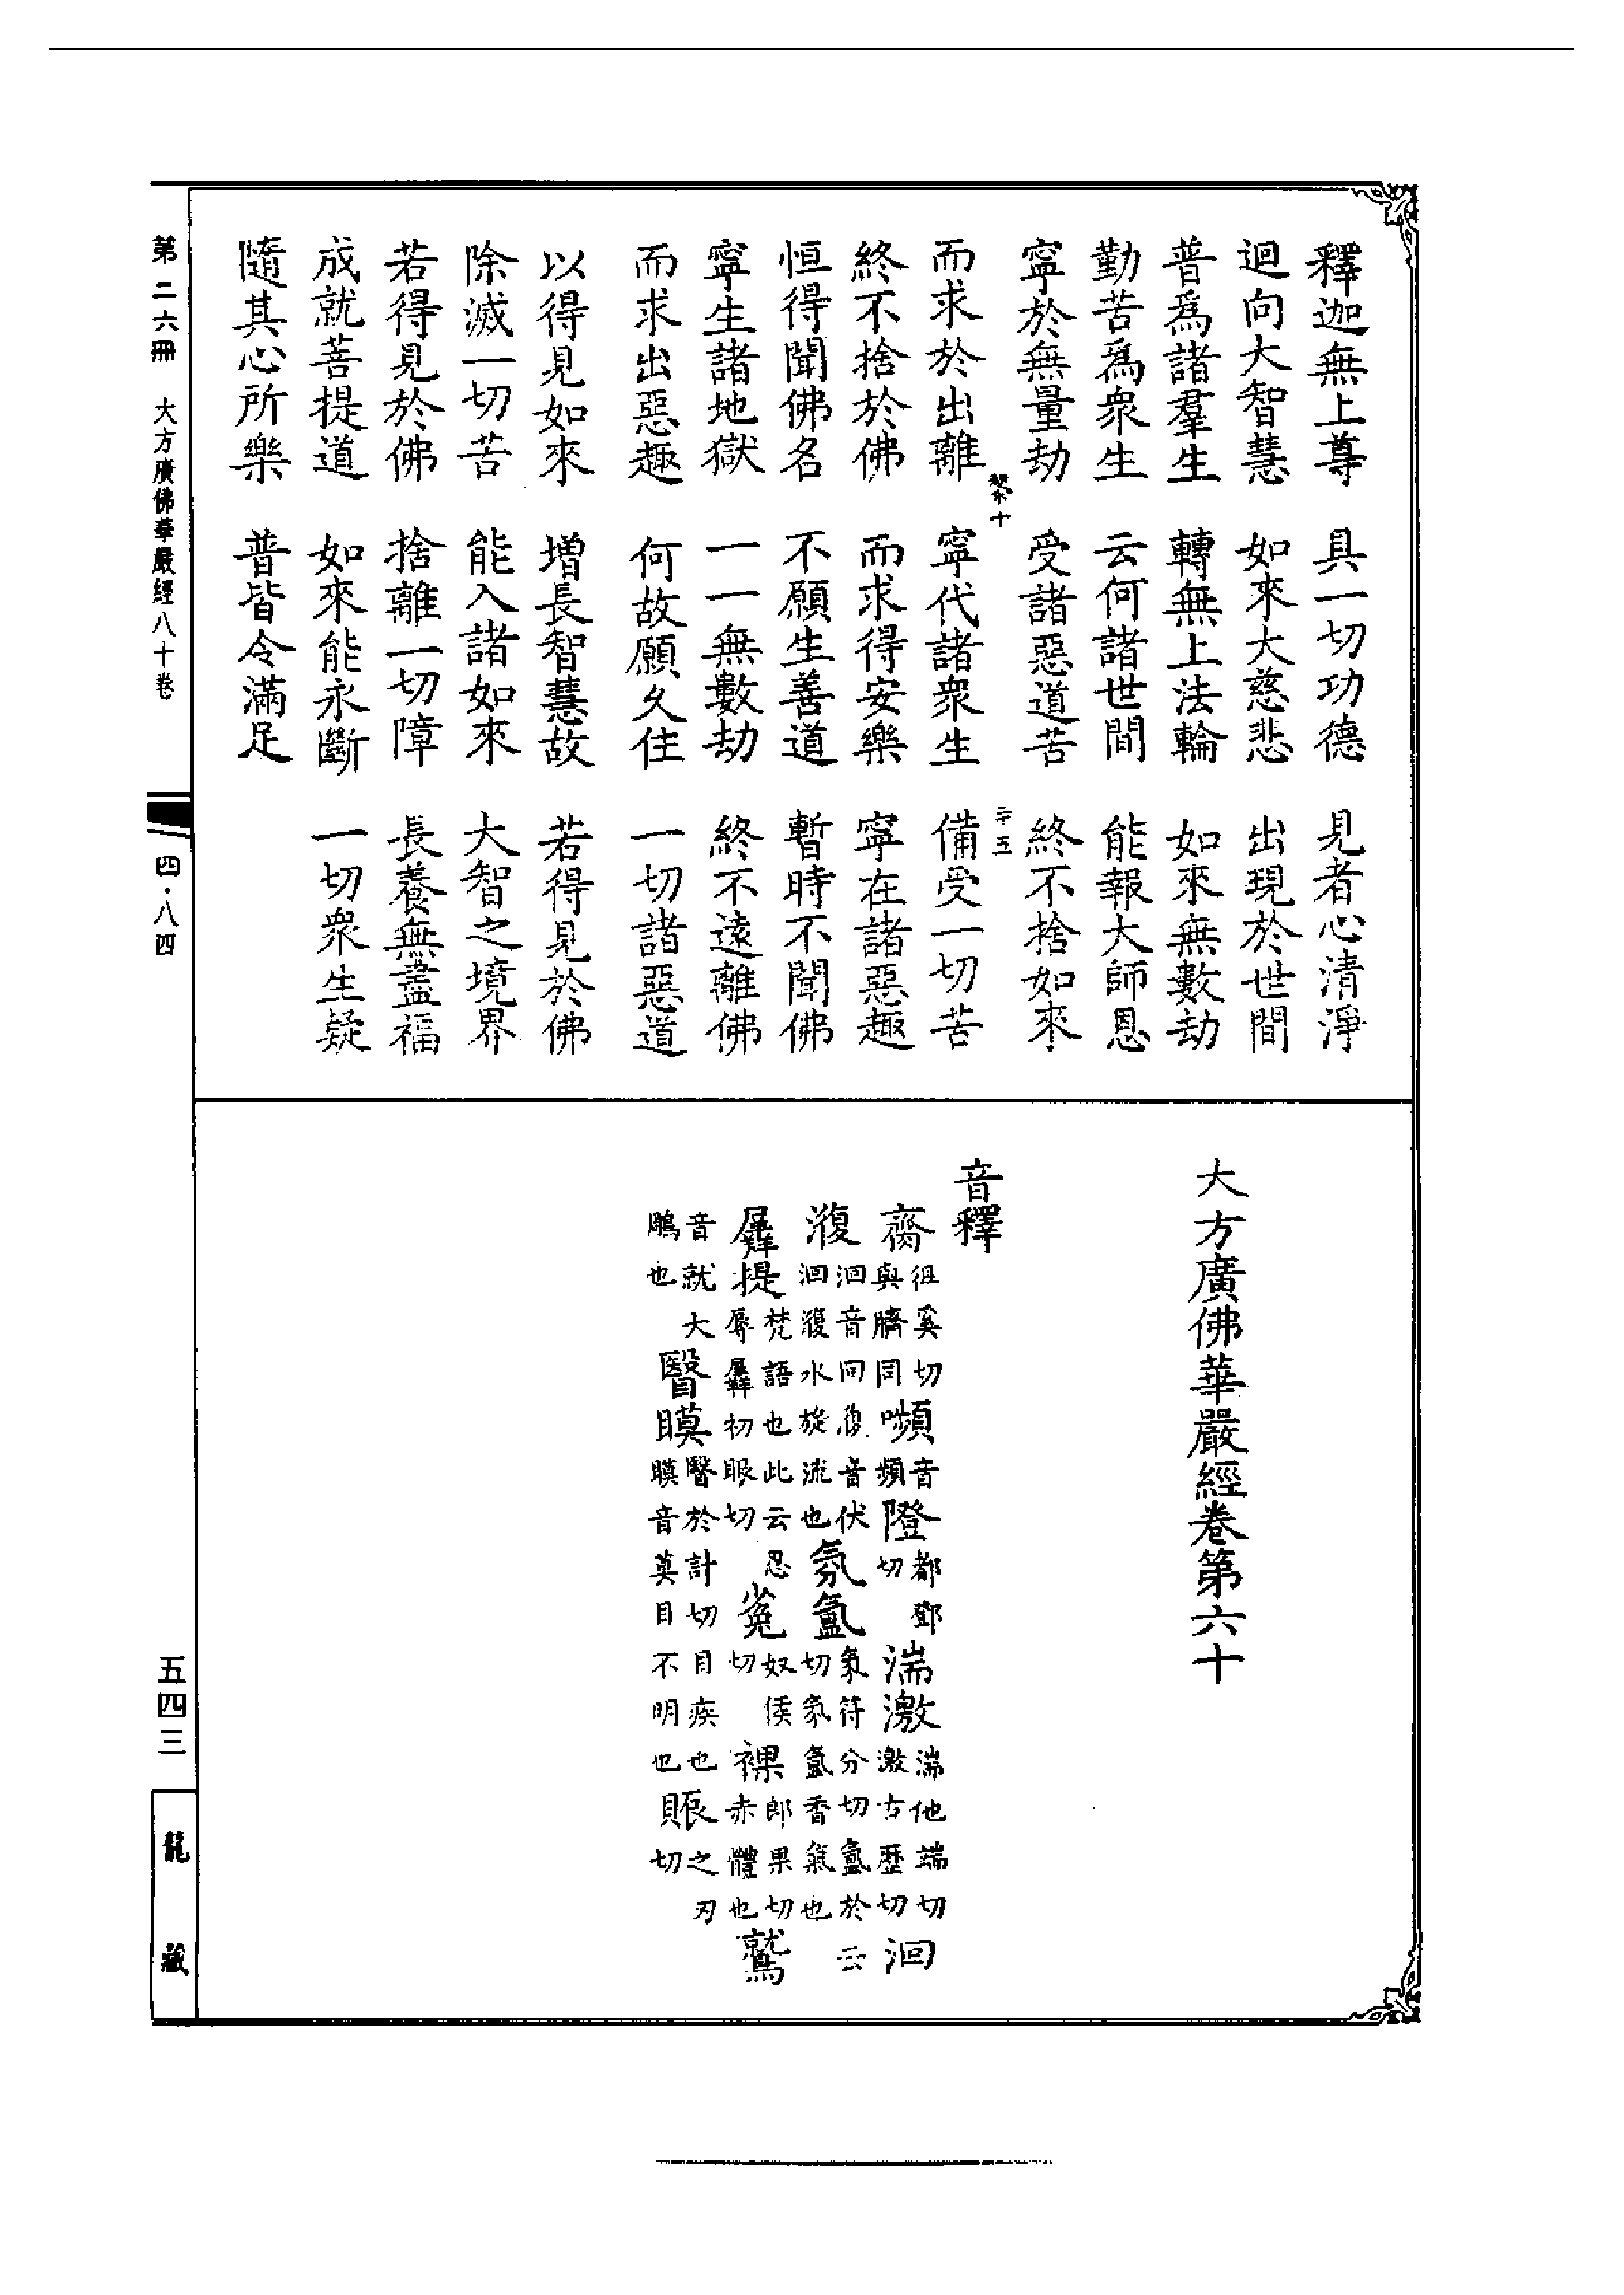 釋迦無上尊　具一切功德　見者心清淨
迴向大智慧　如來大慈悲　出現於世間
普爲諸羣生　轉無上法輪　如來無數劫
勤苦爲衆生　云何諸世間　能報大師恩
寧於無量劫　受諸惡道苦　終不捨如來
而求於出離　寧代諸衆生　備受一切苦
終不捨於佛　而求得安樂　寧在諸惡趣
恒得聞佛名　不願生善道　暫時不聞佛
寧生諸地獄　一一無數劫　終不遠離佛
而求出惡趣　何故願久住　一切諸惡道
以得見如來　增長智慧故　若得見於佛
除滅一切苦　能入諸如來　大智之境界
若得見於佛　捨離一切障　長養無盡福
成就菩提道　如來能永斷　一切衆生疑
隨其心所樂　普皆令滿足
大方廣佛華嚴經卷第六十
音釋
齎徂奚切與臍同嚬音頻隥都鄧切湍激湍他端切激古歷切洄
澓洄音回澓音伏洄澓水旋流也氛氳氛符分切氳於云切氛氳香氣也
羼提梵語也此云忍辱羼初眼切㝹奴侯切裸郎果切赤體也鷲
音就大鵰也瞖瞙瞖於計切目疾也瞙音莫目不明也賑之刃切
第二六冊　大方廣佛華嚴經八十卷
四·八四
五四三
龍藏